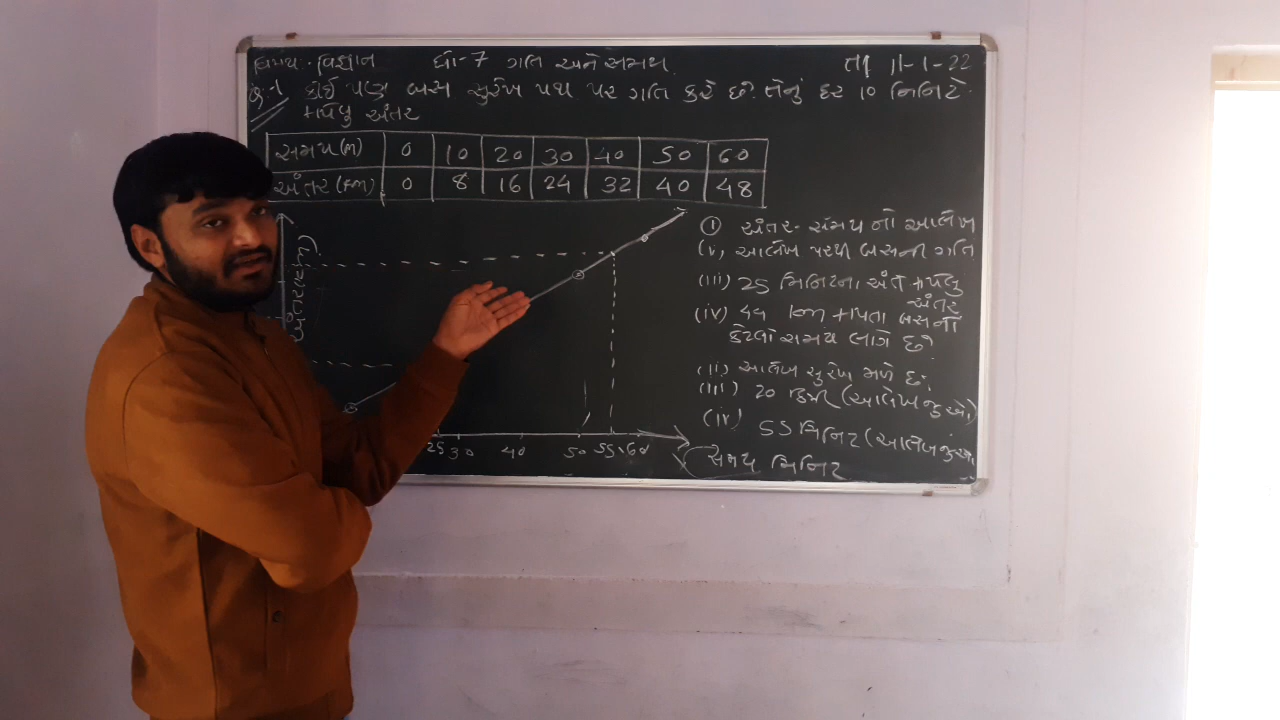 વિષય. વિજ્ઞાન ધો-7 ગતિ અને સમય. તા 11-1-22
પ્ર-1 કોઈ પણ બસ સુરેખ પથ પર ગતિ કરે છે. તેનું દર 10 મિનિટે
કાપેલુ અંતર
સમય(m) 0 10 20 30 40 50 60
અંતર(km) 0 8 16 24 32 40 48
(i) અંતર-સમય નો આલેખ
આલેખ પરથી બસની ગતિ
(iii) 25 મિનિટના અંતે કાપેલુ
અંતર
(iv) 44 km કાપતા બસને
કેટલો સમય લાગે છે?
(ii) આલેખ સુરેખ મળે છે.
(iii) 20 કિમી (આલેખ જુઓ)
(iv) 55 મિનિટ (આલેખ જુઓ)
અંતર(km)
25 30 40 50 55 60
સમય મિનિટ